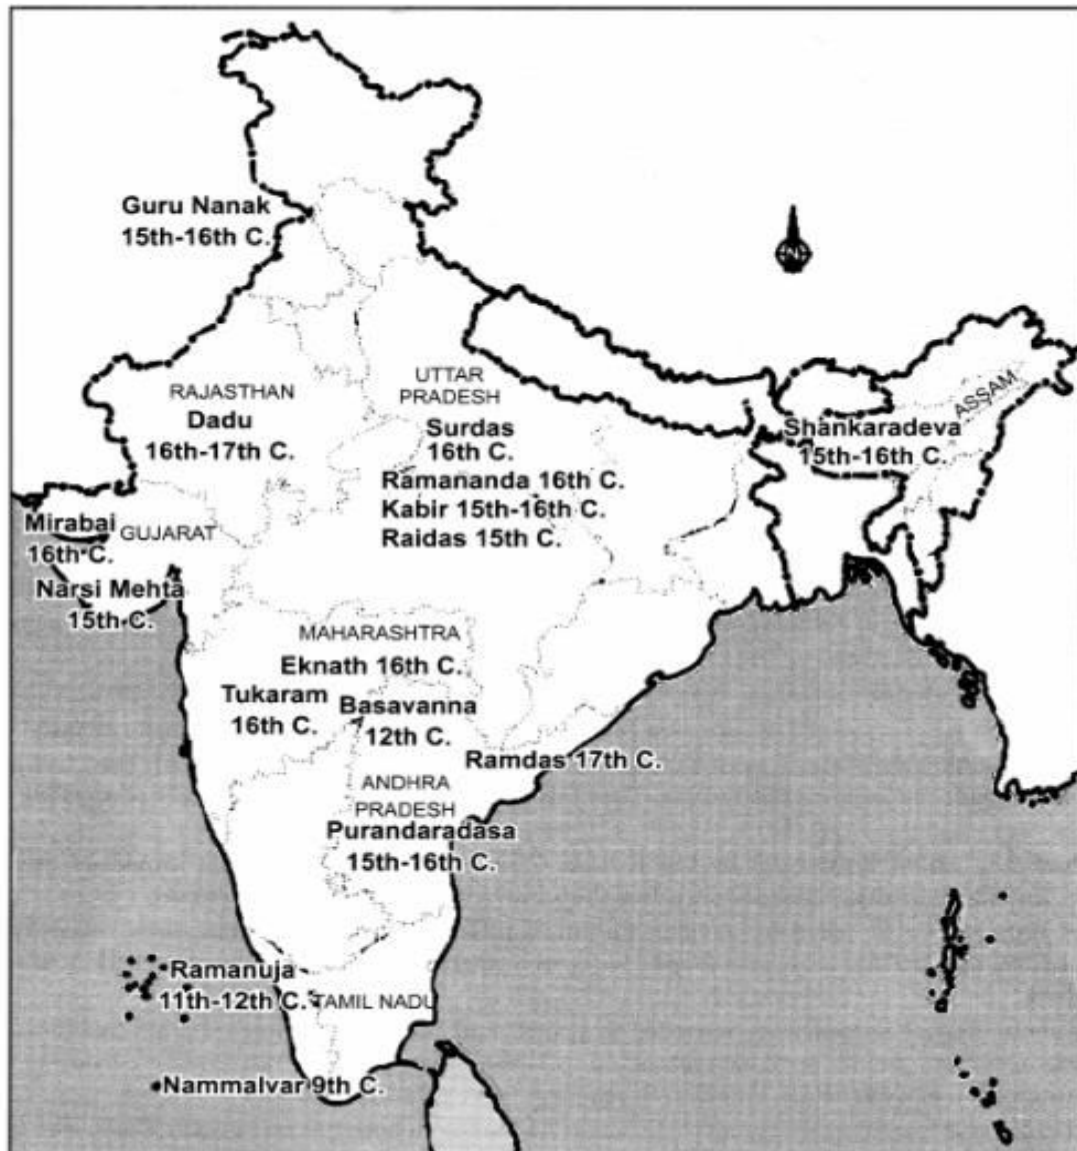 Guru Nanak
15th-16th C.
N
RAJASTHAN
Dadu
16th-17th C.
UTTAR
PRADESH
Surdas
16th C.
Ramananda 16th C.
Kabir 15th-16th C.
Raidas 15th C.
ASSAM
Shankaradeva
15th-16th C.
Mirabai
16th C.
GUJARAT
Narsi Mehta
15th C.
MAHARASHTRA
Eknath 16th C.
Tukaram
16th C.
Basavanna
12th C.
Ramdas 17th C.
ANDHRA
PRADESH
Purandaradasa
15th-16th C.
Ramanuja
11th-12th C.
TAMIL NADU
Nammalvar 9th C.